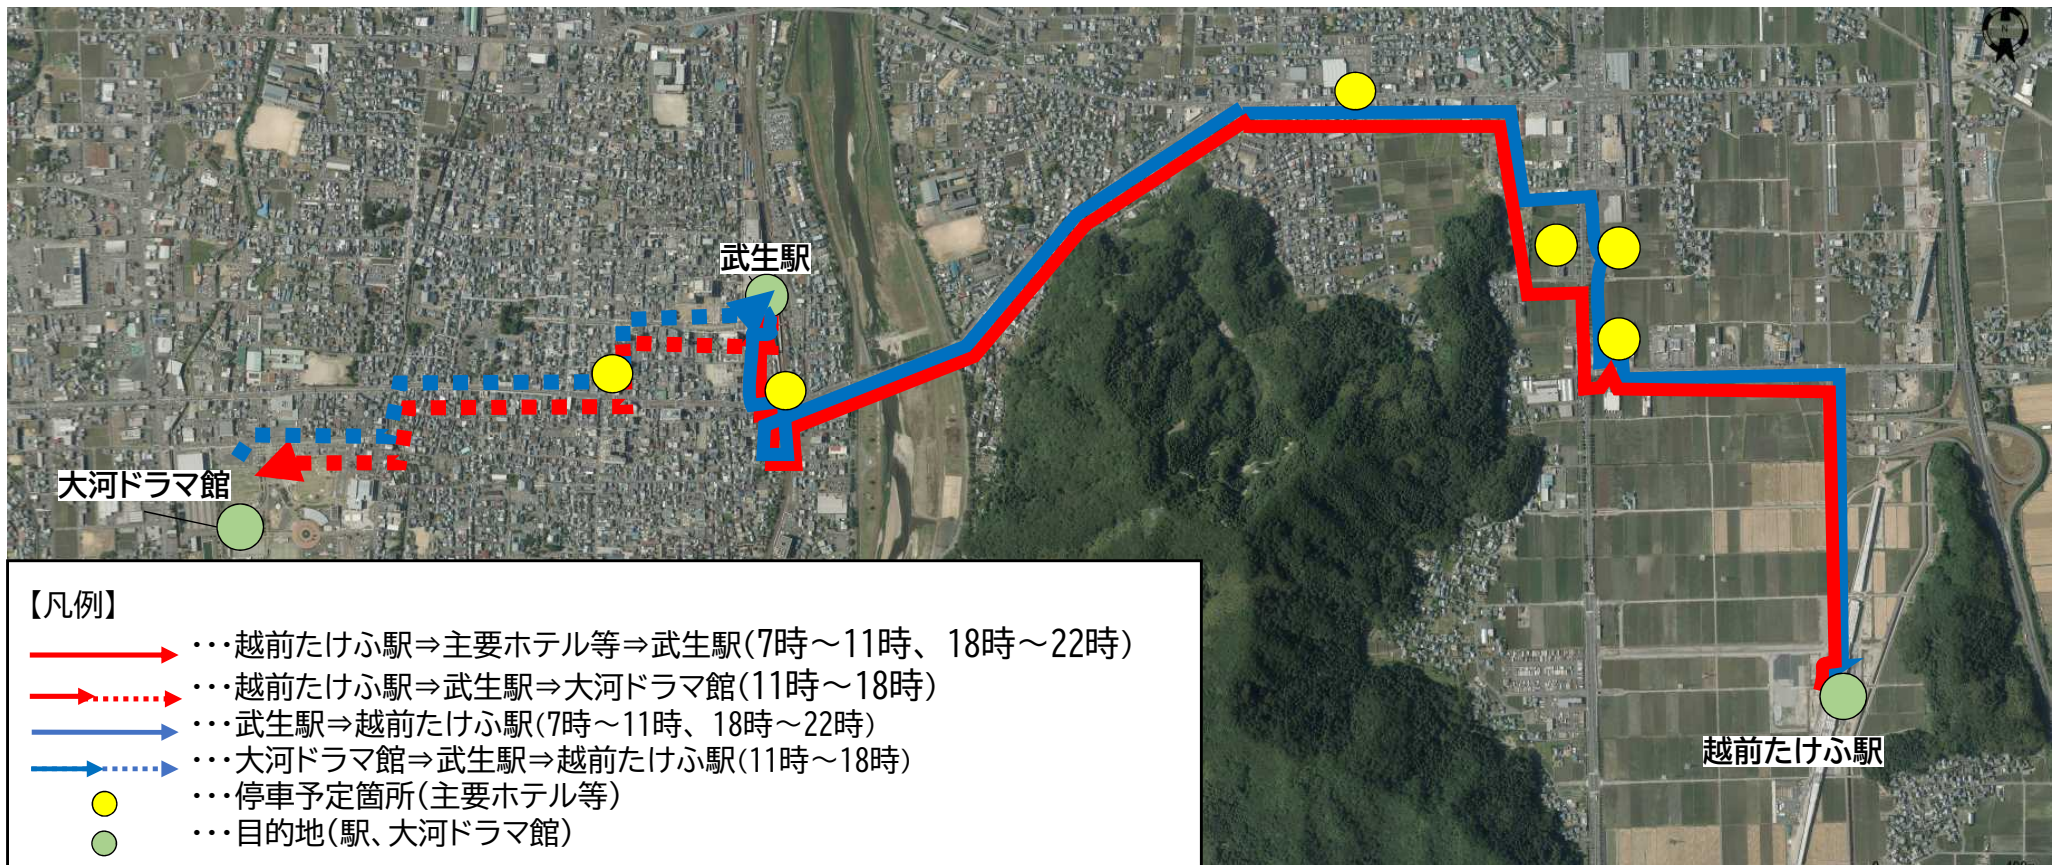 武生駅
大河ドラマ館
越前たけふ駅
【凡例】
・・・越前たけふ駅⇒主要ホテル等⇒武生駅(7時～11時、18時～22時)
・・・越前たけふ駅⇒武生駅⇒大河ドラマ館(11時～18時)
・・・武生駅⇒越前たけふ駅(7時～11時、18時～22時)
・・・大河ドラマ館⇒武生駅⇒越前たけふ駅(11時～18時)
・・・停車予定箇所(主要ホテル等)
・・・目的地(駅、大河ドラマ館)